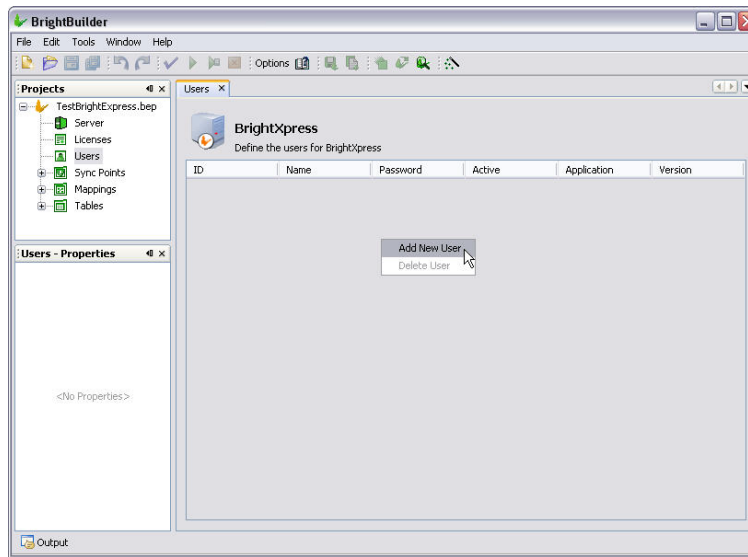 BrightBuilder
File Edit Tools Window Help
Options
Projects
Users
TestBrightExpress.bep
Server
Licenses
Users
Sync Points
Mappings
Tables
BrightXpress
Define the users for BrightXpress
ID Name Password Active Application Version
Add New User
Delete User
Users - Properties
<No Properties>
Output